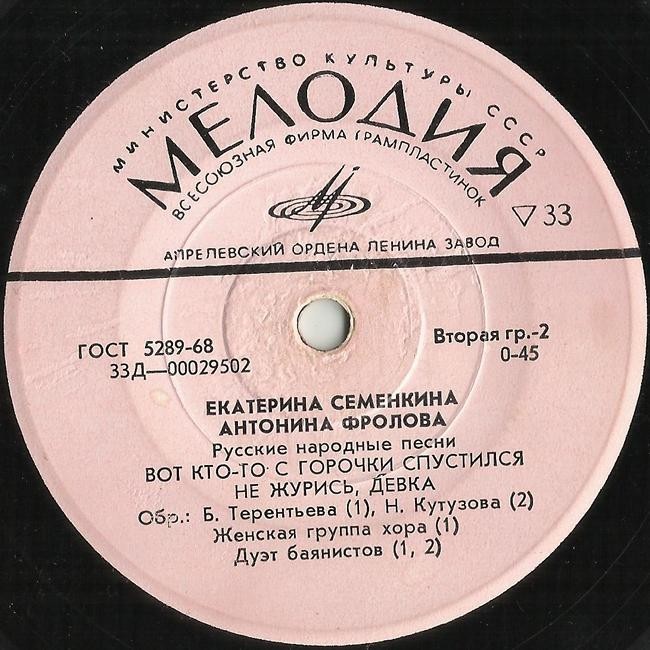 МИНИСТЕРСТВО КУЛЬТУРЫ СССР
МЕЛОДИЯ
ВСЕСОЮЗНАЯ ФИРМА ГРАМПЛАСТИНОК
▽33
АПРЕЛЕВСКИЙ ОРДЕНА ЛЕНИНА ЗАВОД
ГОСТ 5289-68
33Д—00029502
Вторая гр.-2
0-45
ЕКАТЕРИНА СЕМЕНКИНА
АНТОНИНА ФРОЛОВА
Русские народные песни
ВОТ КТО-ТО С ГОРОЧКИ СПУСТИЛСЯ
НЕ ЖУРИСЬ, ДЕВКА
Обр.: Б. Терентьева (1), Н. Кутузова (2)
Женская группа хора (1)
Дуэт баянистов (1, 2)